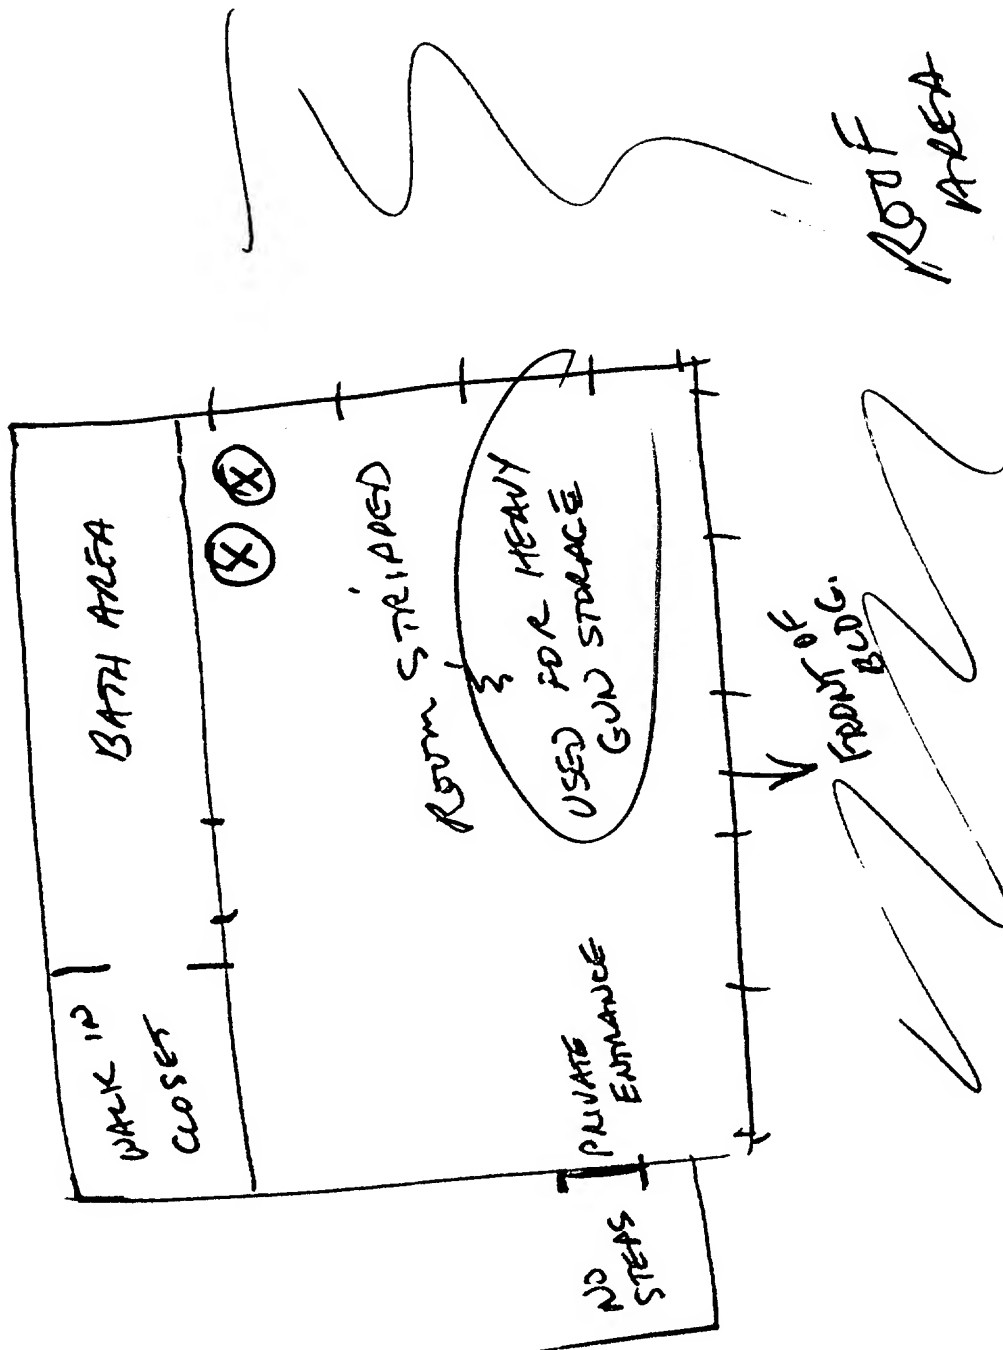 WALK IN
CLOSET
BATH AREA
X X
ROOM STRIPPED
&
USED FOR HEAVY
GUN STORAGE
PRIVATE
ENTRANCE
NO
STEPS
FRONT OF
BLDG.
ROOF
AREA